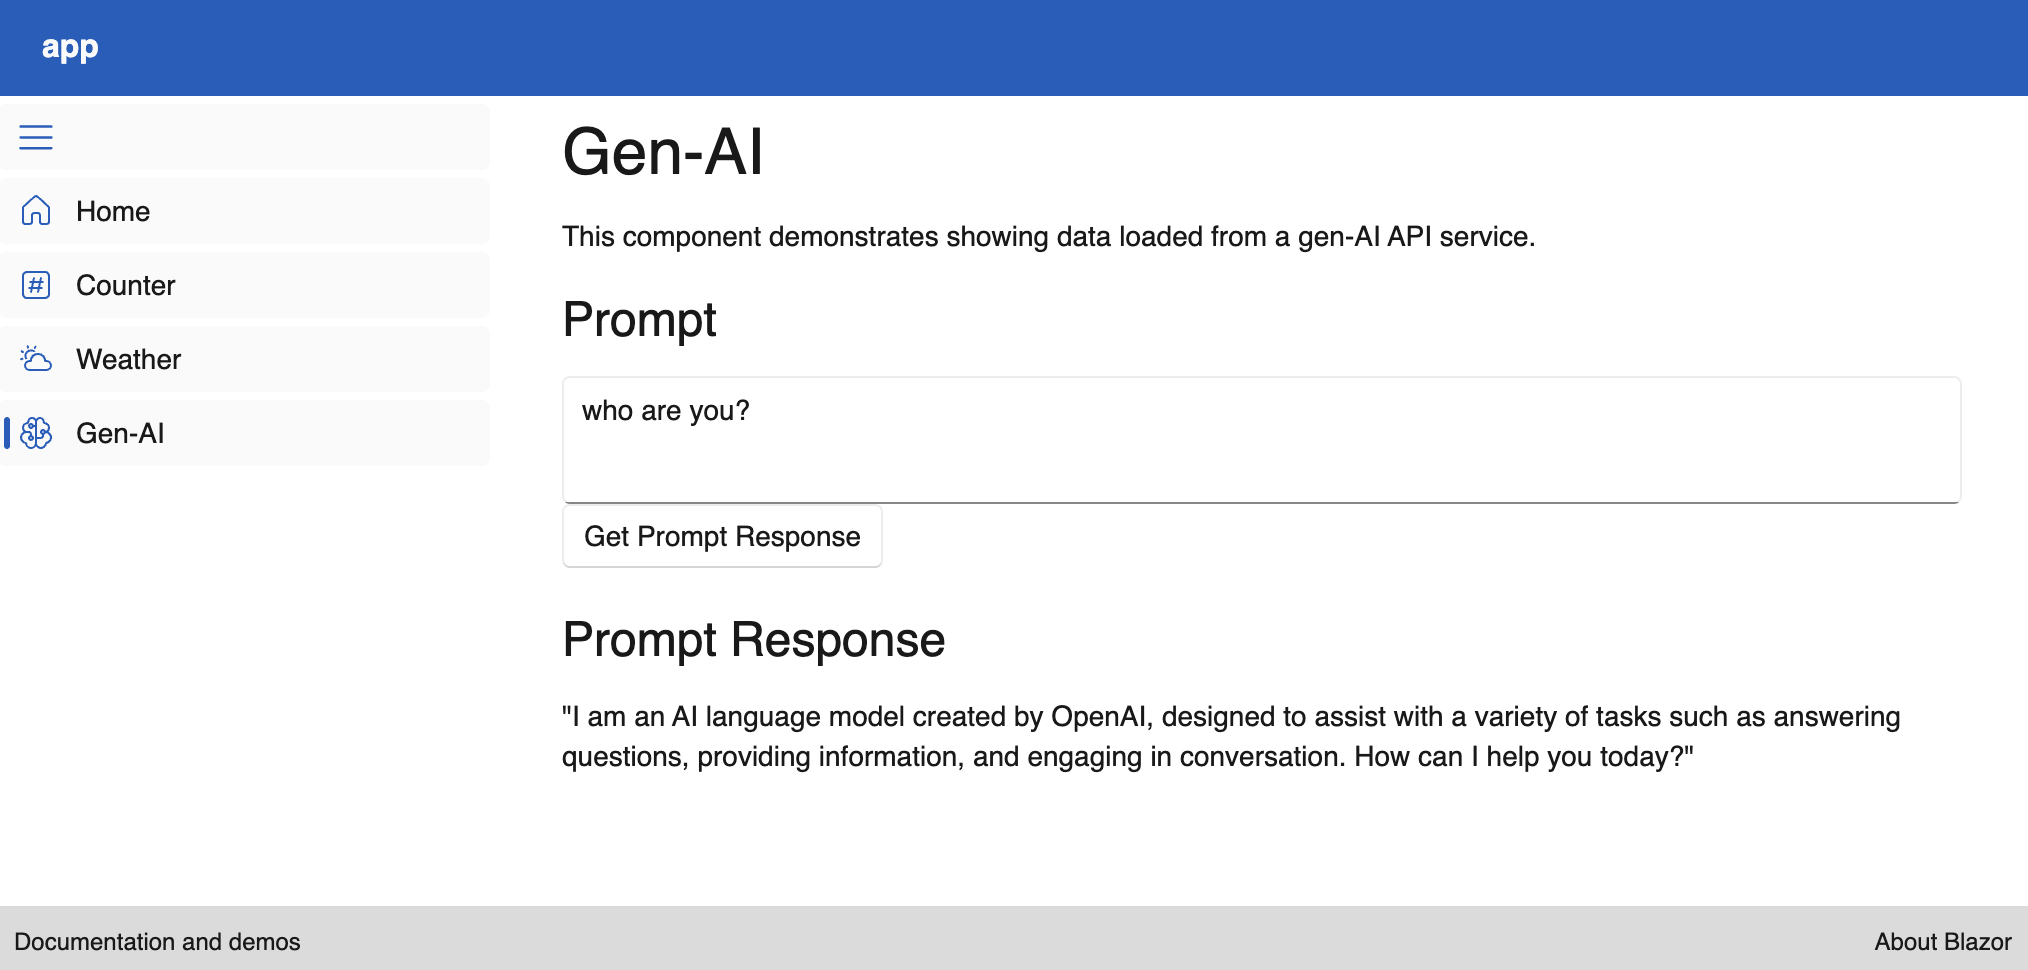 app
Home
Counter
Weather
Gen-AI
Gen-AI
This component demonstrates showing data loaded from a gen-AI API service.
Prompt
who are you?
Get Prompt Response
Prompt Response
"I am an AI language model created by OpenAI, designed to assist with a variety of tasks such as answering
questions, providing information, and engaging in conversation. How can I help you today?"
Documentation and demos
About Blazor